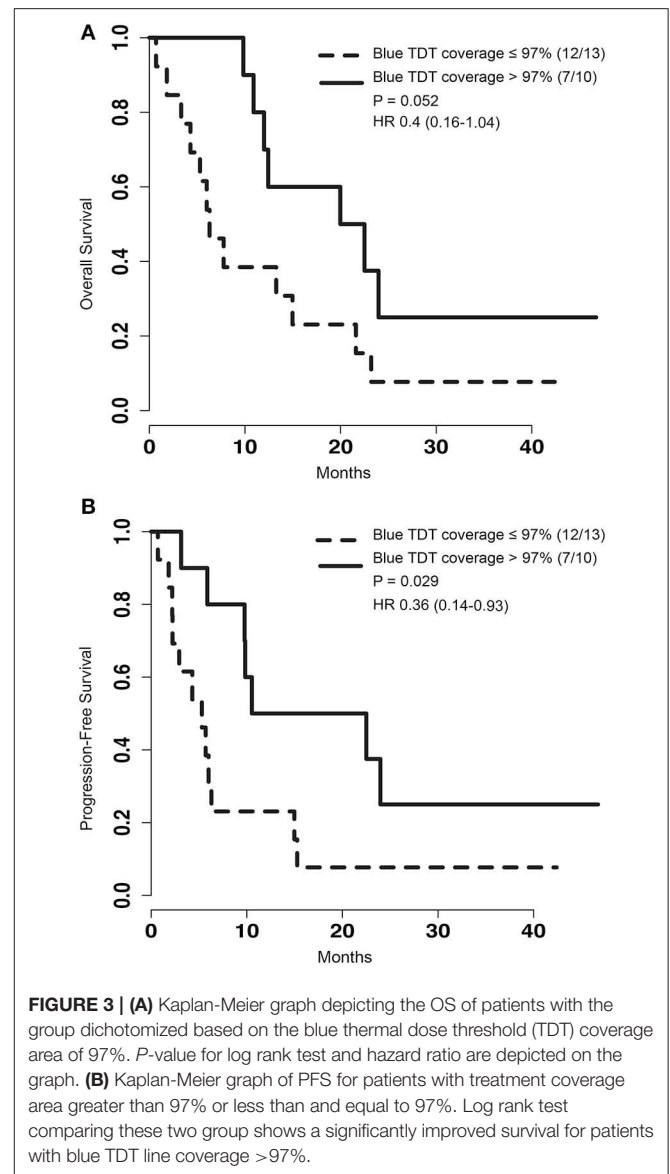 A
1.0
0.8
0.6
0.4
0.2
0.0
Overall Survival
Blue TDT coverage ≤ 97% (12/13)
Blue TDT coverage > 97% (7/10)
P = 0.052
HR 0.4 (0.16-1.04)
0 10 20 30 40
Months
B
1.0
0.8
0.6
0.4
0.2
0.0
Progression-Free Survival
Blue TDT coverage ≤ 97% (12/13)
Blue TDT coverage > 97% (7/10)
P = 0.029
HR 0.36 (0.14-0.93)
0 10 20 30 40
Months
FIGURE 3 | (A) Kaplan-Meier graph depicting the OS of patients with the
group dichotomized based on the blue thermal dose threshold (TDT) coverage
area of 97%. P-value for log rank test and hazard ratio are depicted on the
graph. (B) Kaplan-Meier graph of PFS for patients with treatment coverage
area greater than 97% or less than and equal to 97%. Log rank test
comparing these two group shows a significantly improved survival for patients
with blue TDT line coverage >97%.